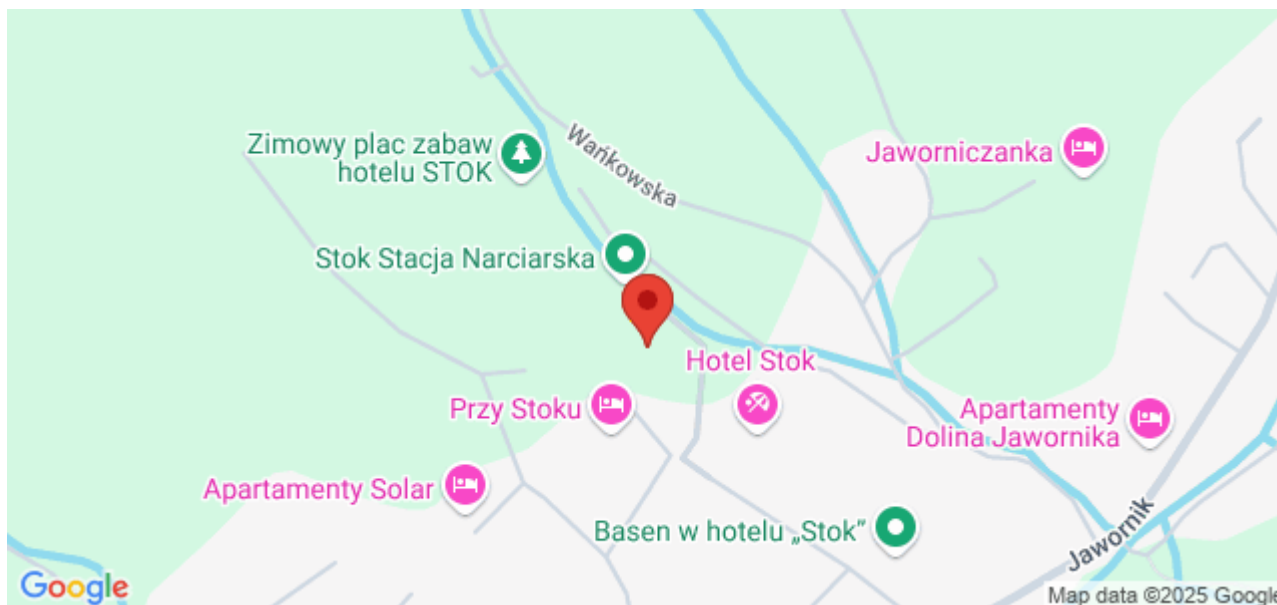 Wańkowska
Zimowy plac zabaw
hotelu STOK
Jaworniczanka
Stok Stacja Narciarska
Hotel Stok
Przy Stoku
Apartamenty
Dolina Jawornika
Apartamenty Solar
Basen w hotelu „Stok”
Jawornik
Google
Map data ©2025 Google